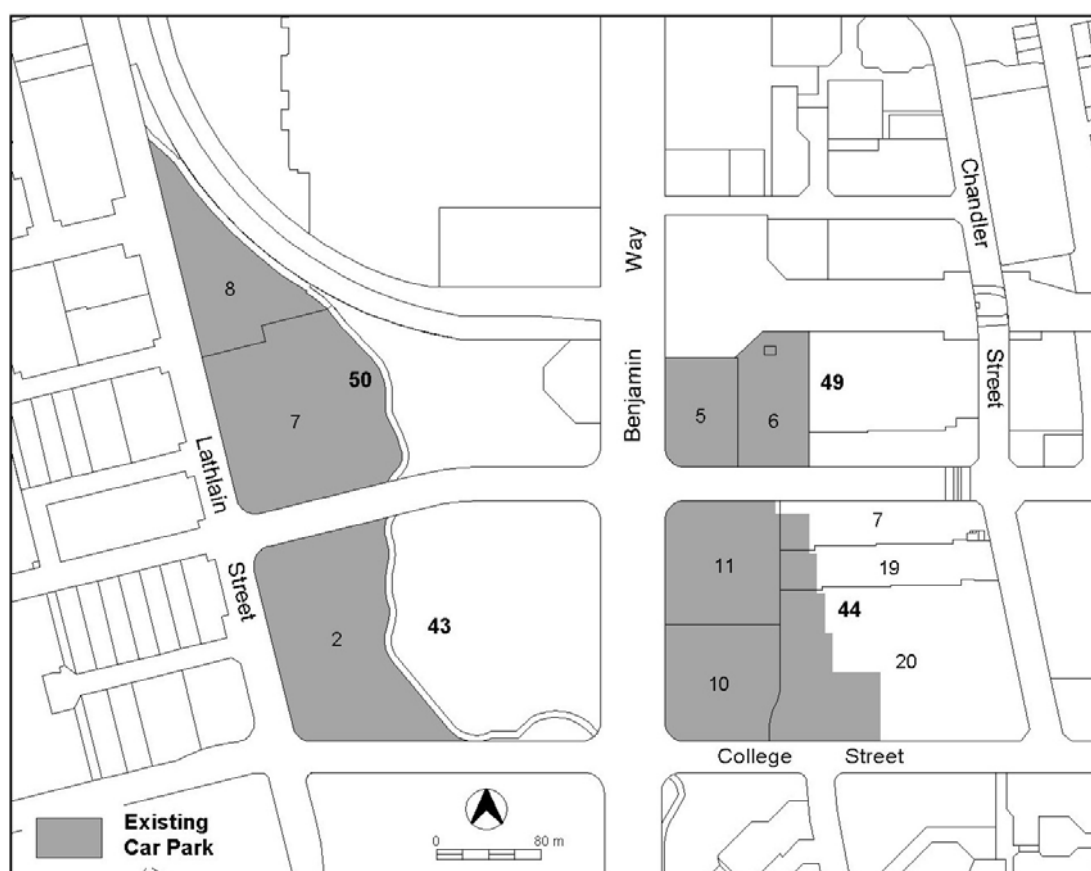 Chandler
Street
Way
Benjamin
8
50
7
5
6
49
Lathlain
Street
11
7
19
44
20
2
43
10
College Street
Existing
Car Park
0 80 m